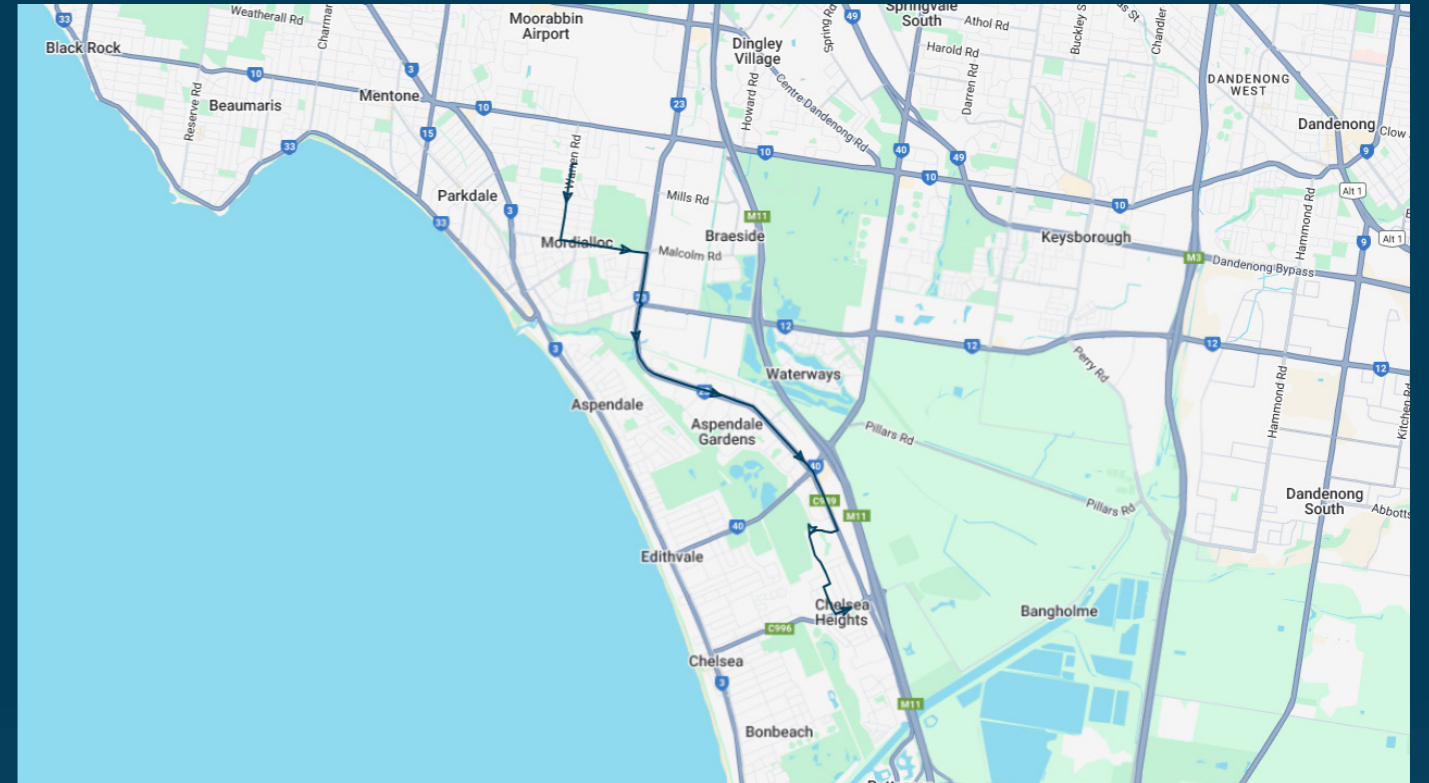 33
Weatherall Rd
Black Rock
10
Reserve Rd
Beaumaris
33
3
Mentone
15
10
Moorabbin
Airport
23
Warren Rd
Parkdale
33
3
Mordialloc
Mills Rd
Malcolm Rd
Braeside
M11
Dingley
Village
Howard Rd
Centre Dandenong Rd
10
Spring Rd
49
Springvale
South
Athol Rd
Harold Rd
Darren Rd
40
49
10
10
Keysborough
Chandler
DANDENONG
WEST
Dandenong
Clow
9
Alt 1
Alt 1
9
Hammond Rd
M3
Dandenong Bypass
12
12
12
12
Perry Rd
Hammond Rd
Kitchen Rd
3
Aspendale
Waterways
Aspendale
Gardens
Pillars Rd
40
M11
Pillars Rd
Dandenong
South
Abbotts
40
Edithvale
Chelsea
Heights
Bangholme
C996
Chelsea
3
M11
Bonbeach